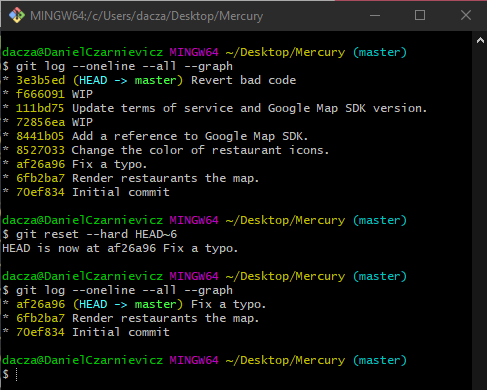 MINGW64:/c/Users/dacza/Desktop/Mercury
dacza@DanielCzarnievicz MINGW64 ~/Desktop/Mercury (master)
$ git log --oneline --all --graph
* 3e3b5ed (HEAD -> master) Revert bad code
* f666091 WIP
* 111bd75 Update terms of service and Google Map SDK version.
* 72856ea WIP
* 8441b05 Add a reference to Google Map SDK.
* 8527033 Change the color of restaurant icons.
* af26a96 Fix a typo.
* 6fb2ba7 Render restaurants the map.
* 70ef834 Initial commit
dacza@DanielCzarnievicz MINGW64 ~/Desktop/Mercury (master)
$ git reset --hard HEAD~6
HEAD is now at af26a96 Fix a typo.
dacza@DanielCzarnievicz MINGW64 ~/Desktop/Mercury (master)
$ git log --oneline --all --graph
* af26a96 (HEAD -> master) Fix a typo.
* 6fb2ba7 Render restaurants the map.
* 70ef834 Initial commit
dacza@DanielCzarnievicz MINGW64 ~/Desktop/Mercury (master)
$